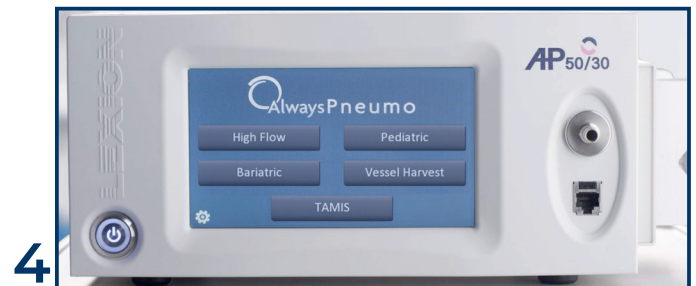 LEXION
AP 50/30
AlwaysPneumo
High Flow
Pediatric
Bariatric
Vessel Harvest
TAMIS
4